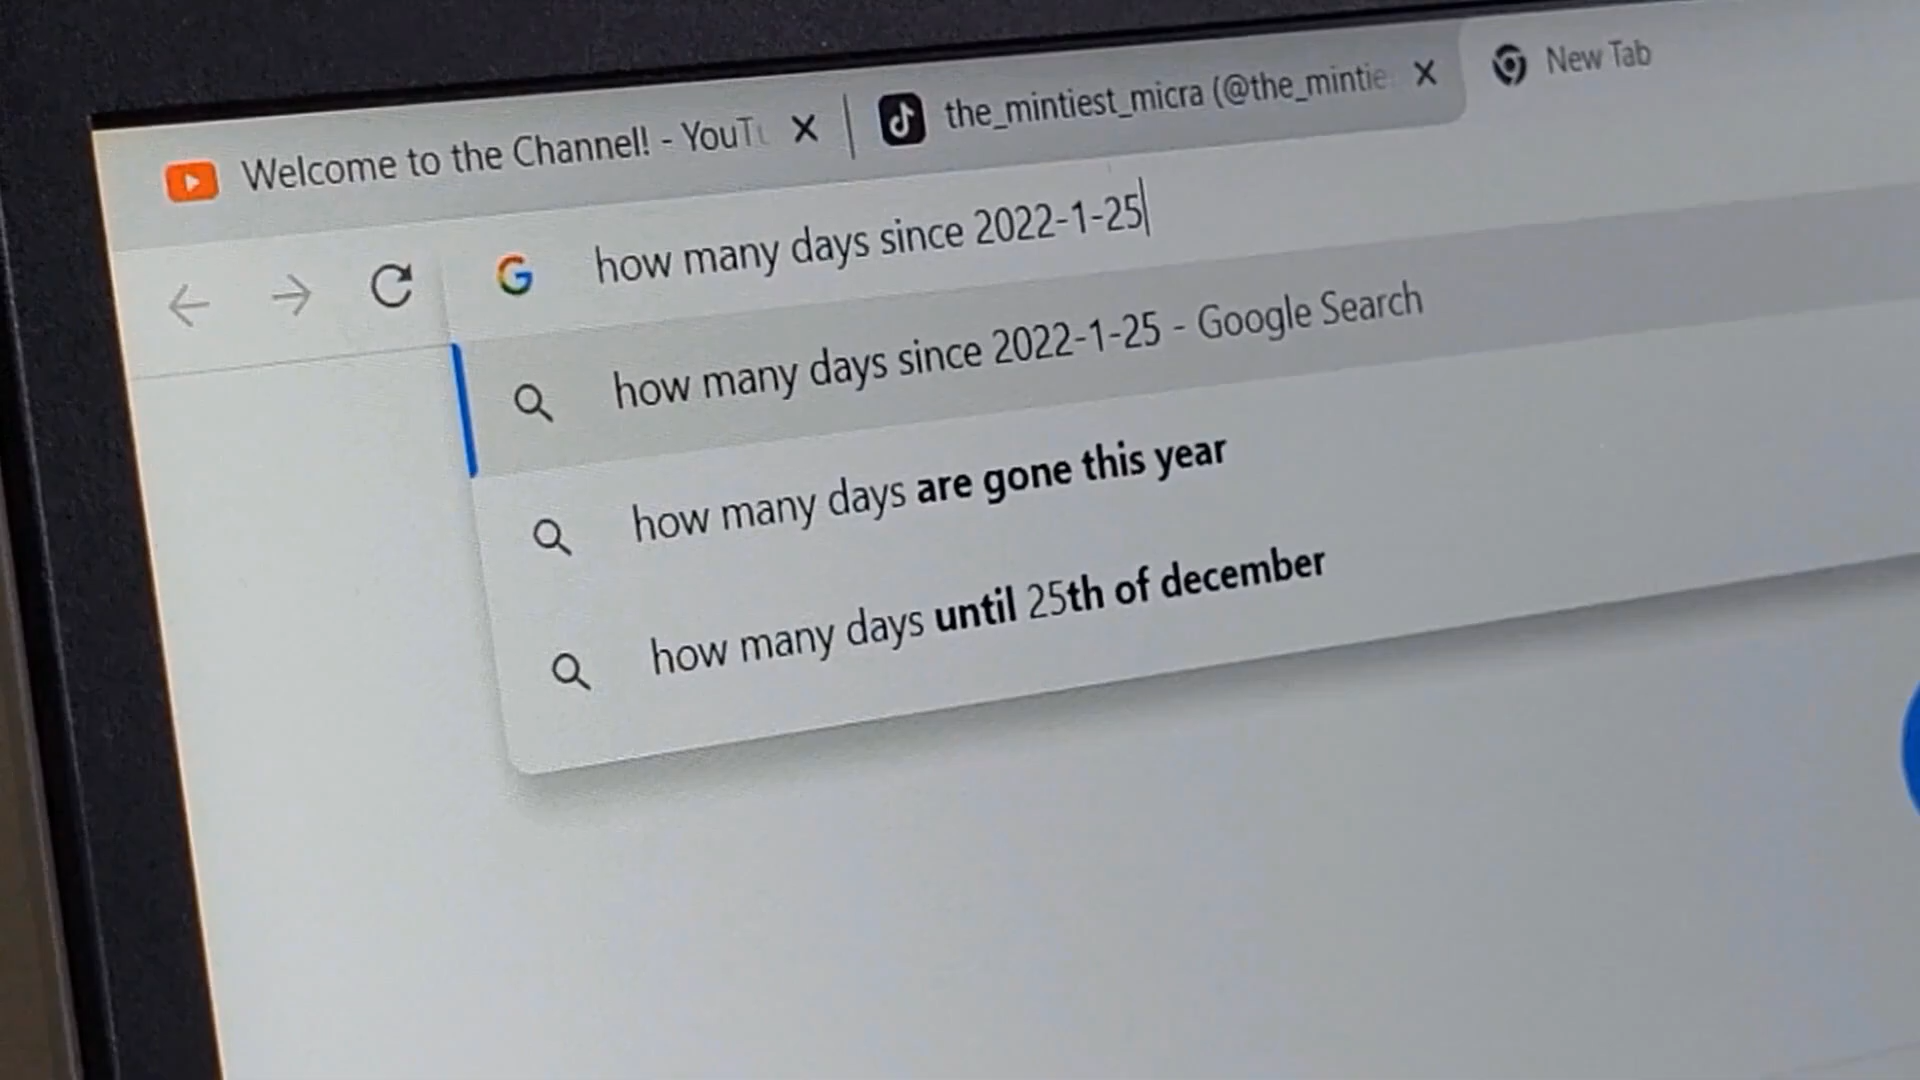 Welcome to the Channel! - YouTu
the_mintiest_micra (@the_mintie
New Tab
how many days since 2022-1-25
how many days since 2022-1-25 - Google Search
how many days are gone this year
how many days until 25th of december